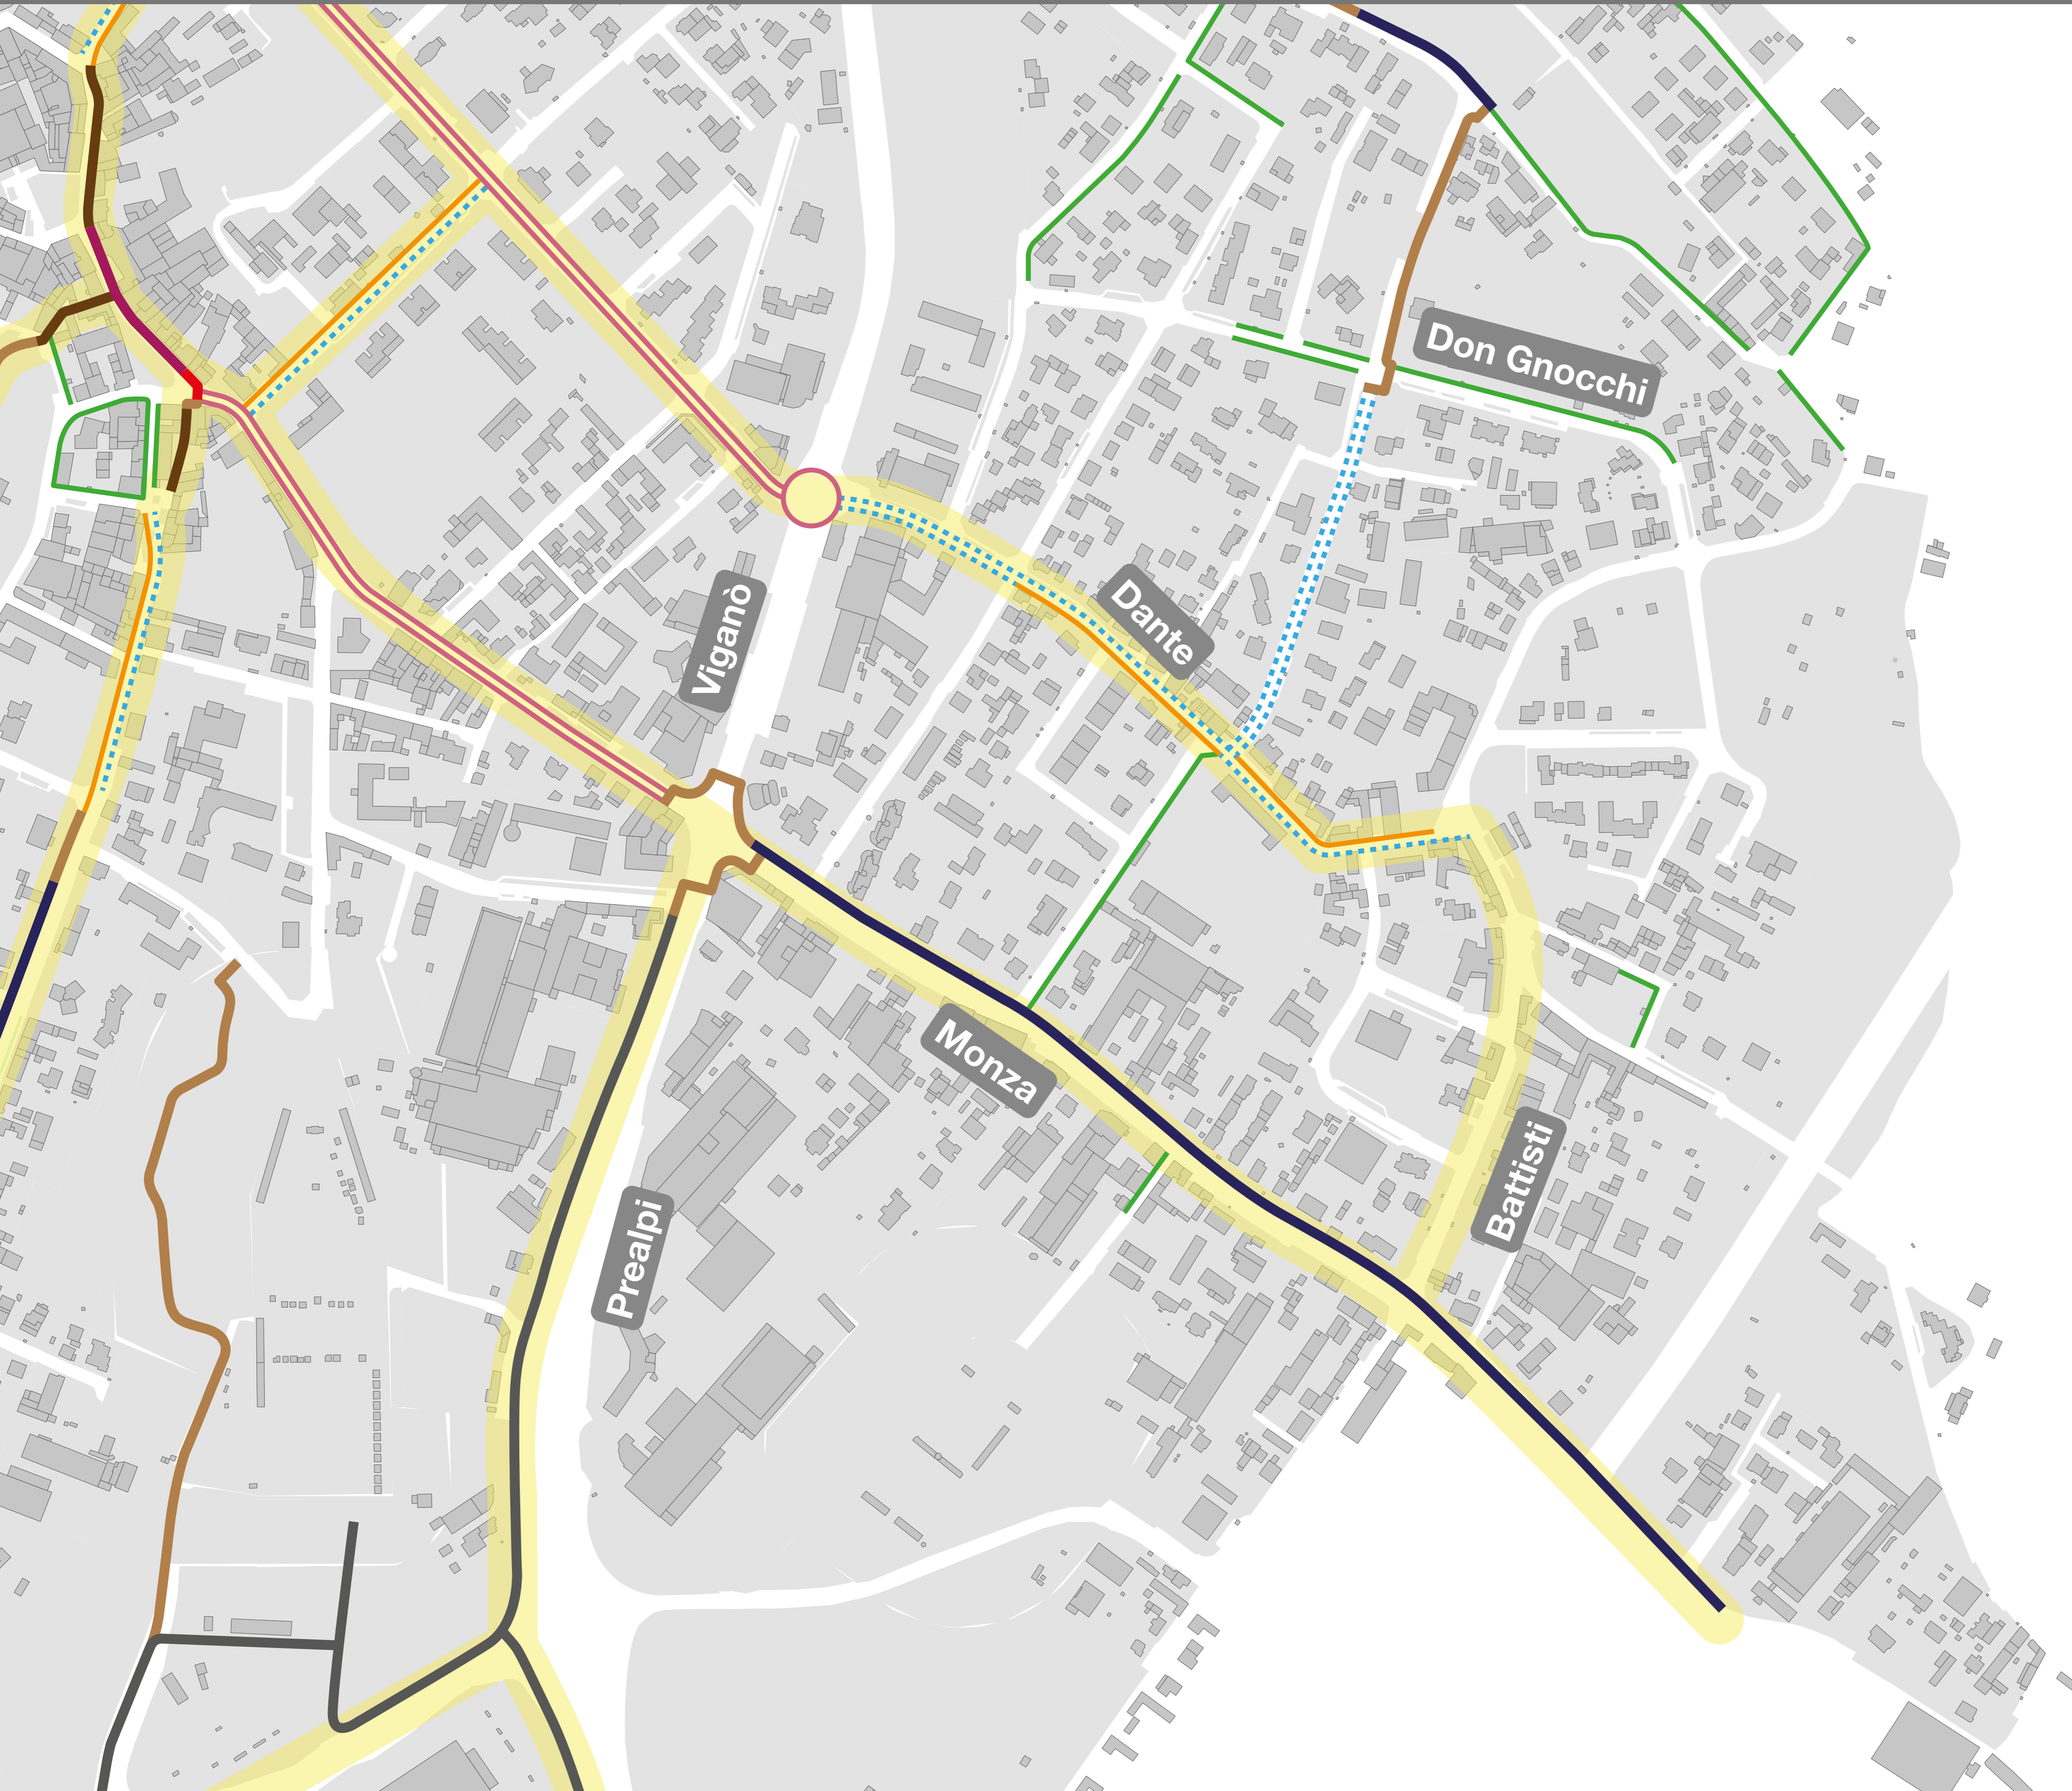 Don Gnocchi
Viganò
Dante
Monza
Battisti
Prealpi